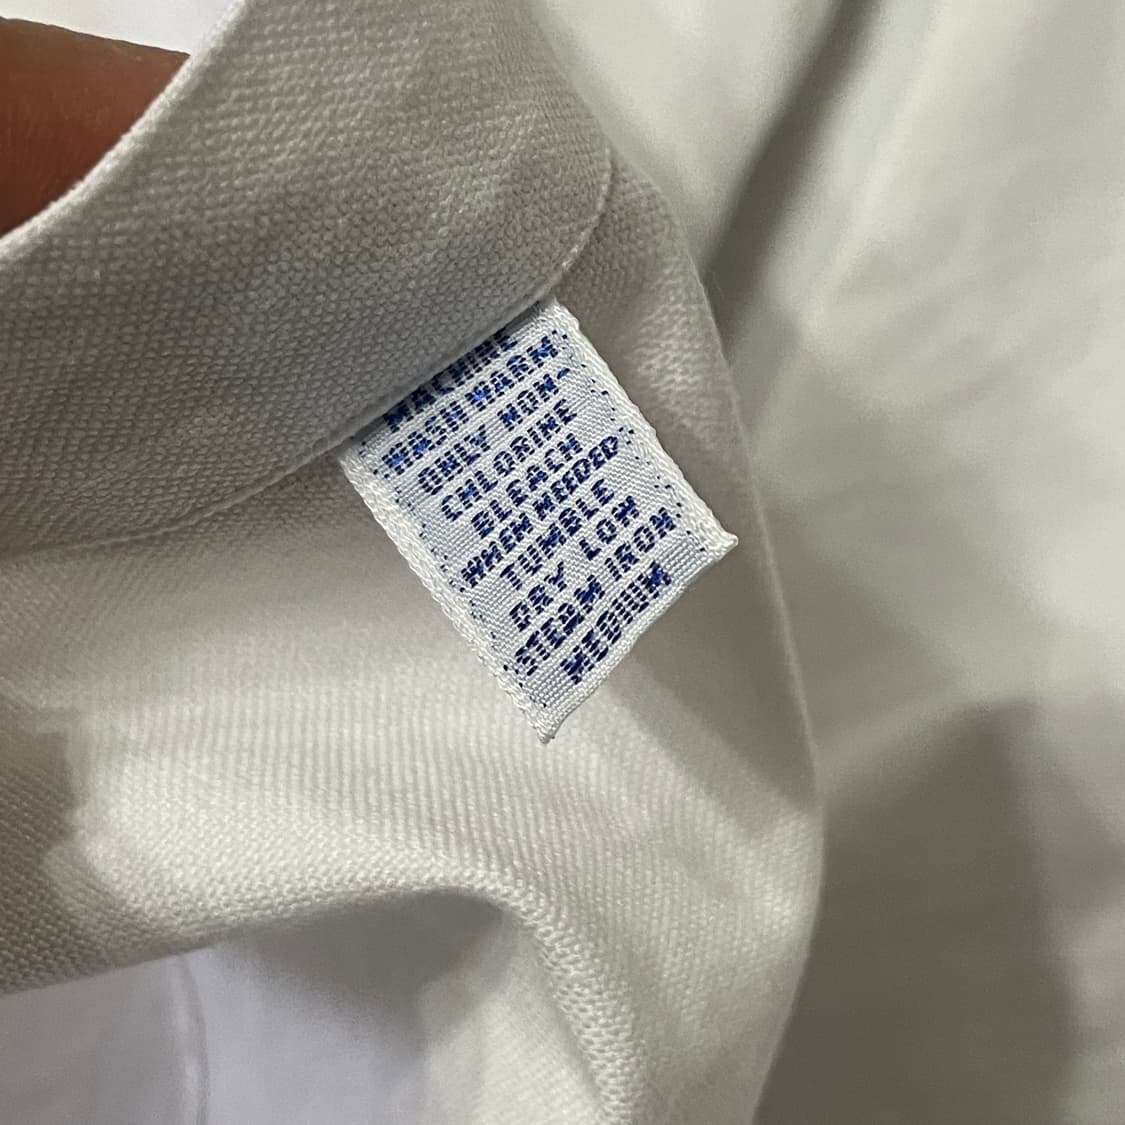 MACHINE
WASH WARM
ONLY NON-
CHLORINE
BLEACH
WHEN NEEDED
TUMBLE
DRY LOW
STEAM IRON
MEDIUM